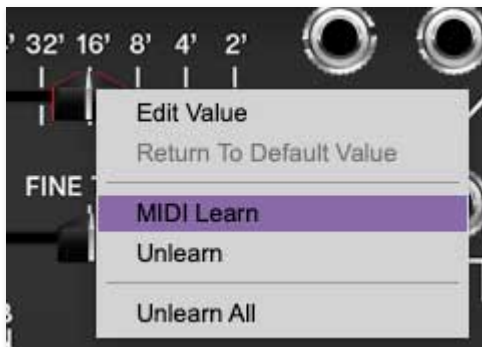 32' 16' 8' 4' 2'
Edit Value
Return To Default Value
FINE
MIDI Learn
Unlearn
Unlearn All